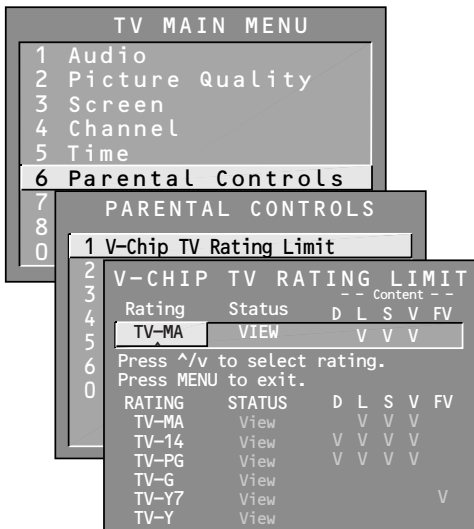 TV MAIN MENU
1 Audio
2 Picture Quality
3 Screen
4 Channel
5 Time
6 Parental Controls
7
8
0
PARENTAL CONTROLS
1 V-Chip TV Rating Limit
2
3
4
5
6
0
V-CHIP TV RATING LIMIT
- - Content - -
Rating Status D L S V FV
TV-MA VIEW V V V
Press ^/v to select rating.
Press MENU to exit.
RATING STATUS D L S V FV
TV-MA View V V V
TV-14 View V V V V
TV-PG View V V V V
TV-G View
TV-Y7 View V
TV-Y View